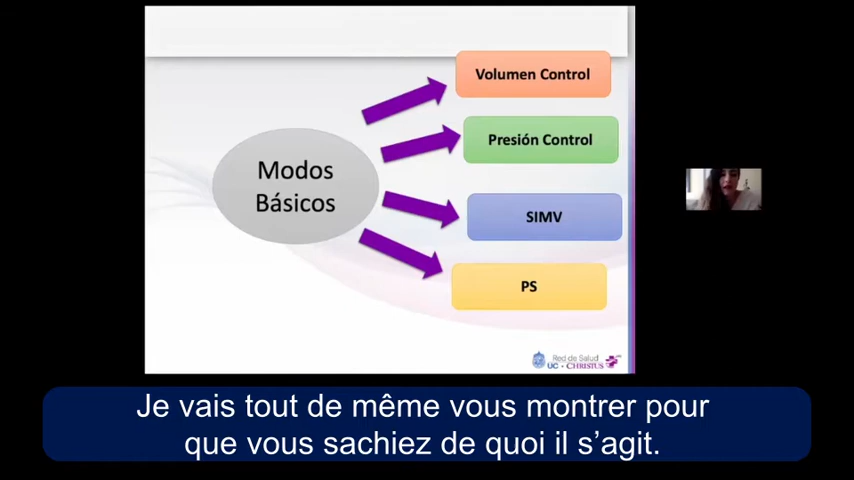 Volumen Control
Presión Control
Modos
Básicos
SIMV
PS
Red de Salud
UC · CHRISTUS
Je vais tout de même vous montrer pour
que vous sachiez de quoi il s’agit.